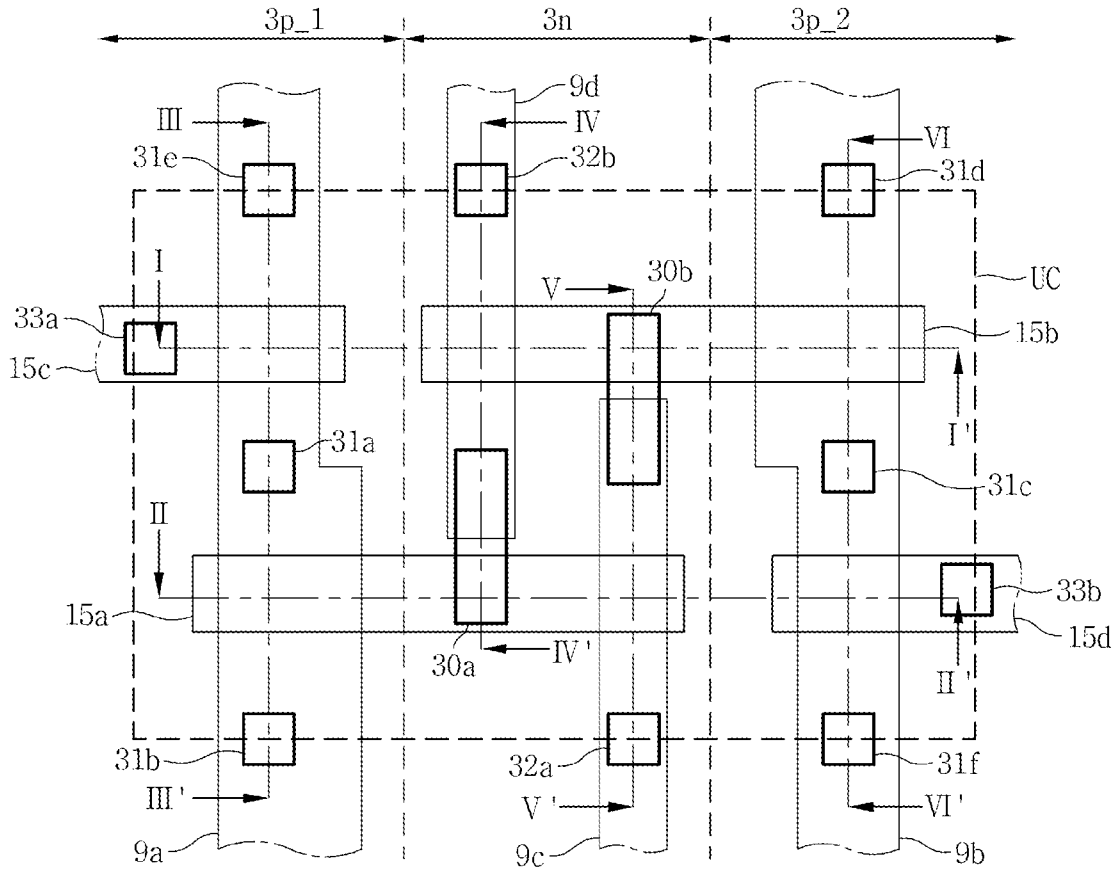 3p_1 3n 3p_2
9d
III IV VI
31e 32b 31d
I V 30b UC
33a
15c 15b
31a I'
II 31c
33b
15a 15d
30a IV' II'
31b 32a 31f
III' V' VI'
9a 9c 9b